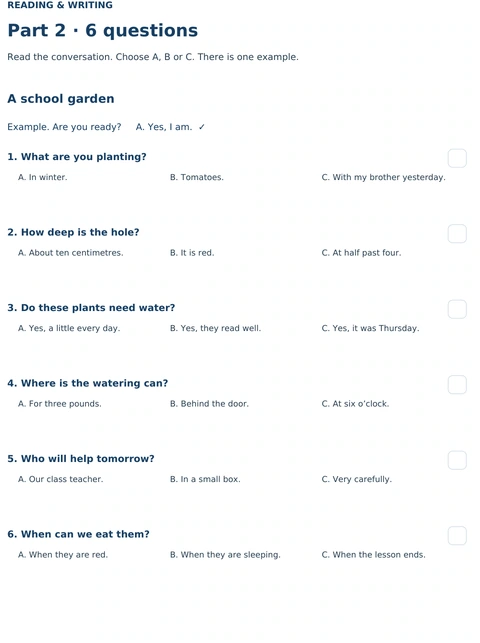 READING & WRITING
Part 2 · 6 questions
Read the conversation. Choose A, B or C. There is one example.
A school garden
Example. Are you ready? A. Yes, I am. ✓
1. What are you planting?
A. In winter. B. Tomatoes. C. With my brother yesterday.
2. How deep is the hole?
A. About ten centimetres. B. It is red. C. At half past four.
3. Do these plants need water?
A. Yes, a little every day. B. Yes, they read well. C. Yes, it was Thursday.
4. Where is the watering can?
A. For three pounds. B. Behind the door. C. At six o’clock.
5. Who will help tomorrow?
A. Our class teacher. B. In a small box. C. Very carefully.
6. When can we eat them?
A. When they are red. B. When they are sleeping. C. When the lesson ends.